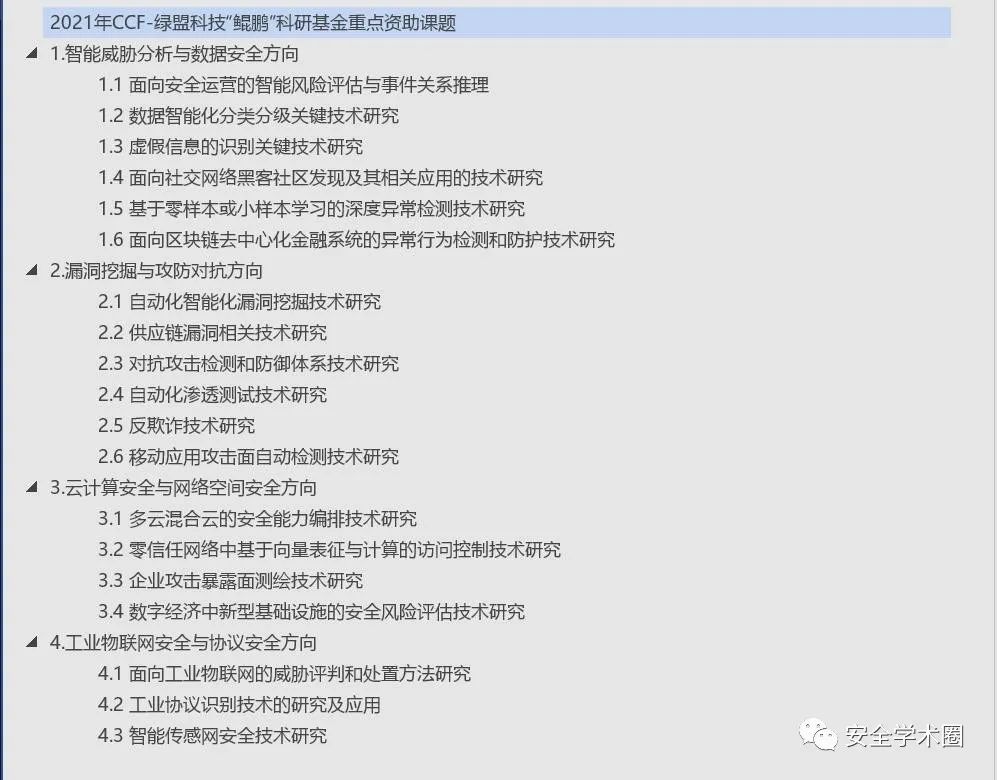 2021年CCF-绿盟科技“鲲鹏”科研基金重点资助课题
1.智能威胁分析与数据安全方向
1.1 面向安全运营的智能风险评估与事件关系推理
1.2 数据智能化分类分级关键技术研究
1.3 虚假信息的识别关键技术研究
1.4 面向社交网络黑客社区发现及其相关应用的技术研究
1.5 基于零样本或小样本学习的深度异常检测技术研究
1.6 面向区块链去中心化金融系统的异常行为检测和防护技术研究
2.漏洞挖掘与攻防对抗方向
2.1 自动化智能化漏洞挖掘技术研究
2.2 供应链漏洞相关技术研究
2.3 对抗攻击检测和防御体系技术研究
2.4 自动化渗透测试技术研究
2.5 反欺诈技术研究
2.6 移动应用攻击面自动检测技术研究
3.云计算安全与网络空间安全方向
3.1 多云混合云的安全能力编排技术研究
3.2 零信任网络中基于向量表征与计算的访问控制技术研究
3.3 企业攻击暴露面测绘技术研究
3.4 数字经济中新型基础设施的安全风险评估技术研究
4.工业物联网安全与协议安全方向
4.1 面向工业物联网的威胁评判和处置方法研究
4.2 工业协议识别技术的研究及应用
4.3 智能传感网安全技术研究
安全学术圈